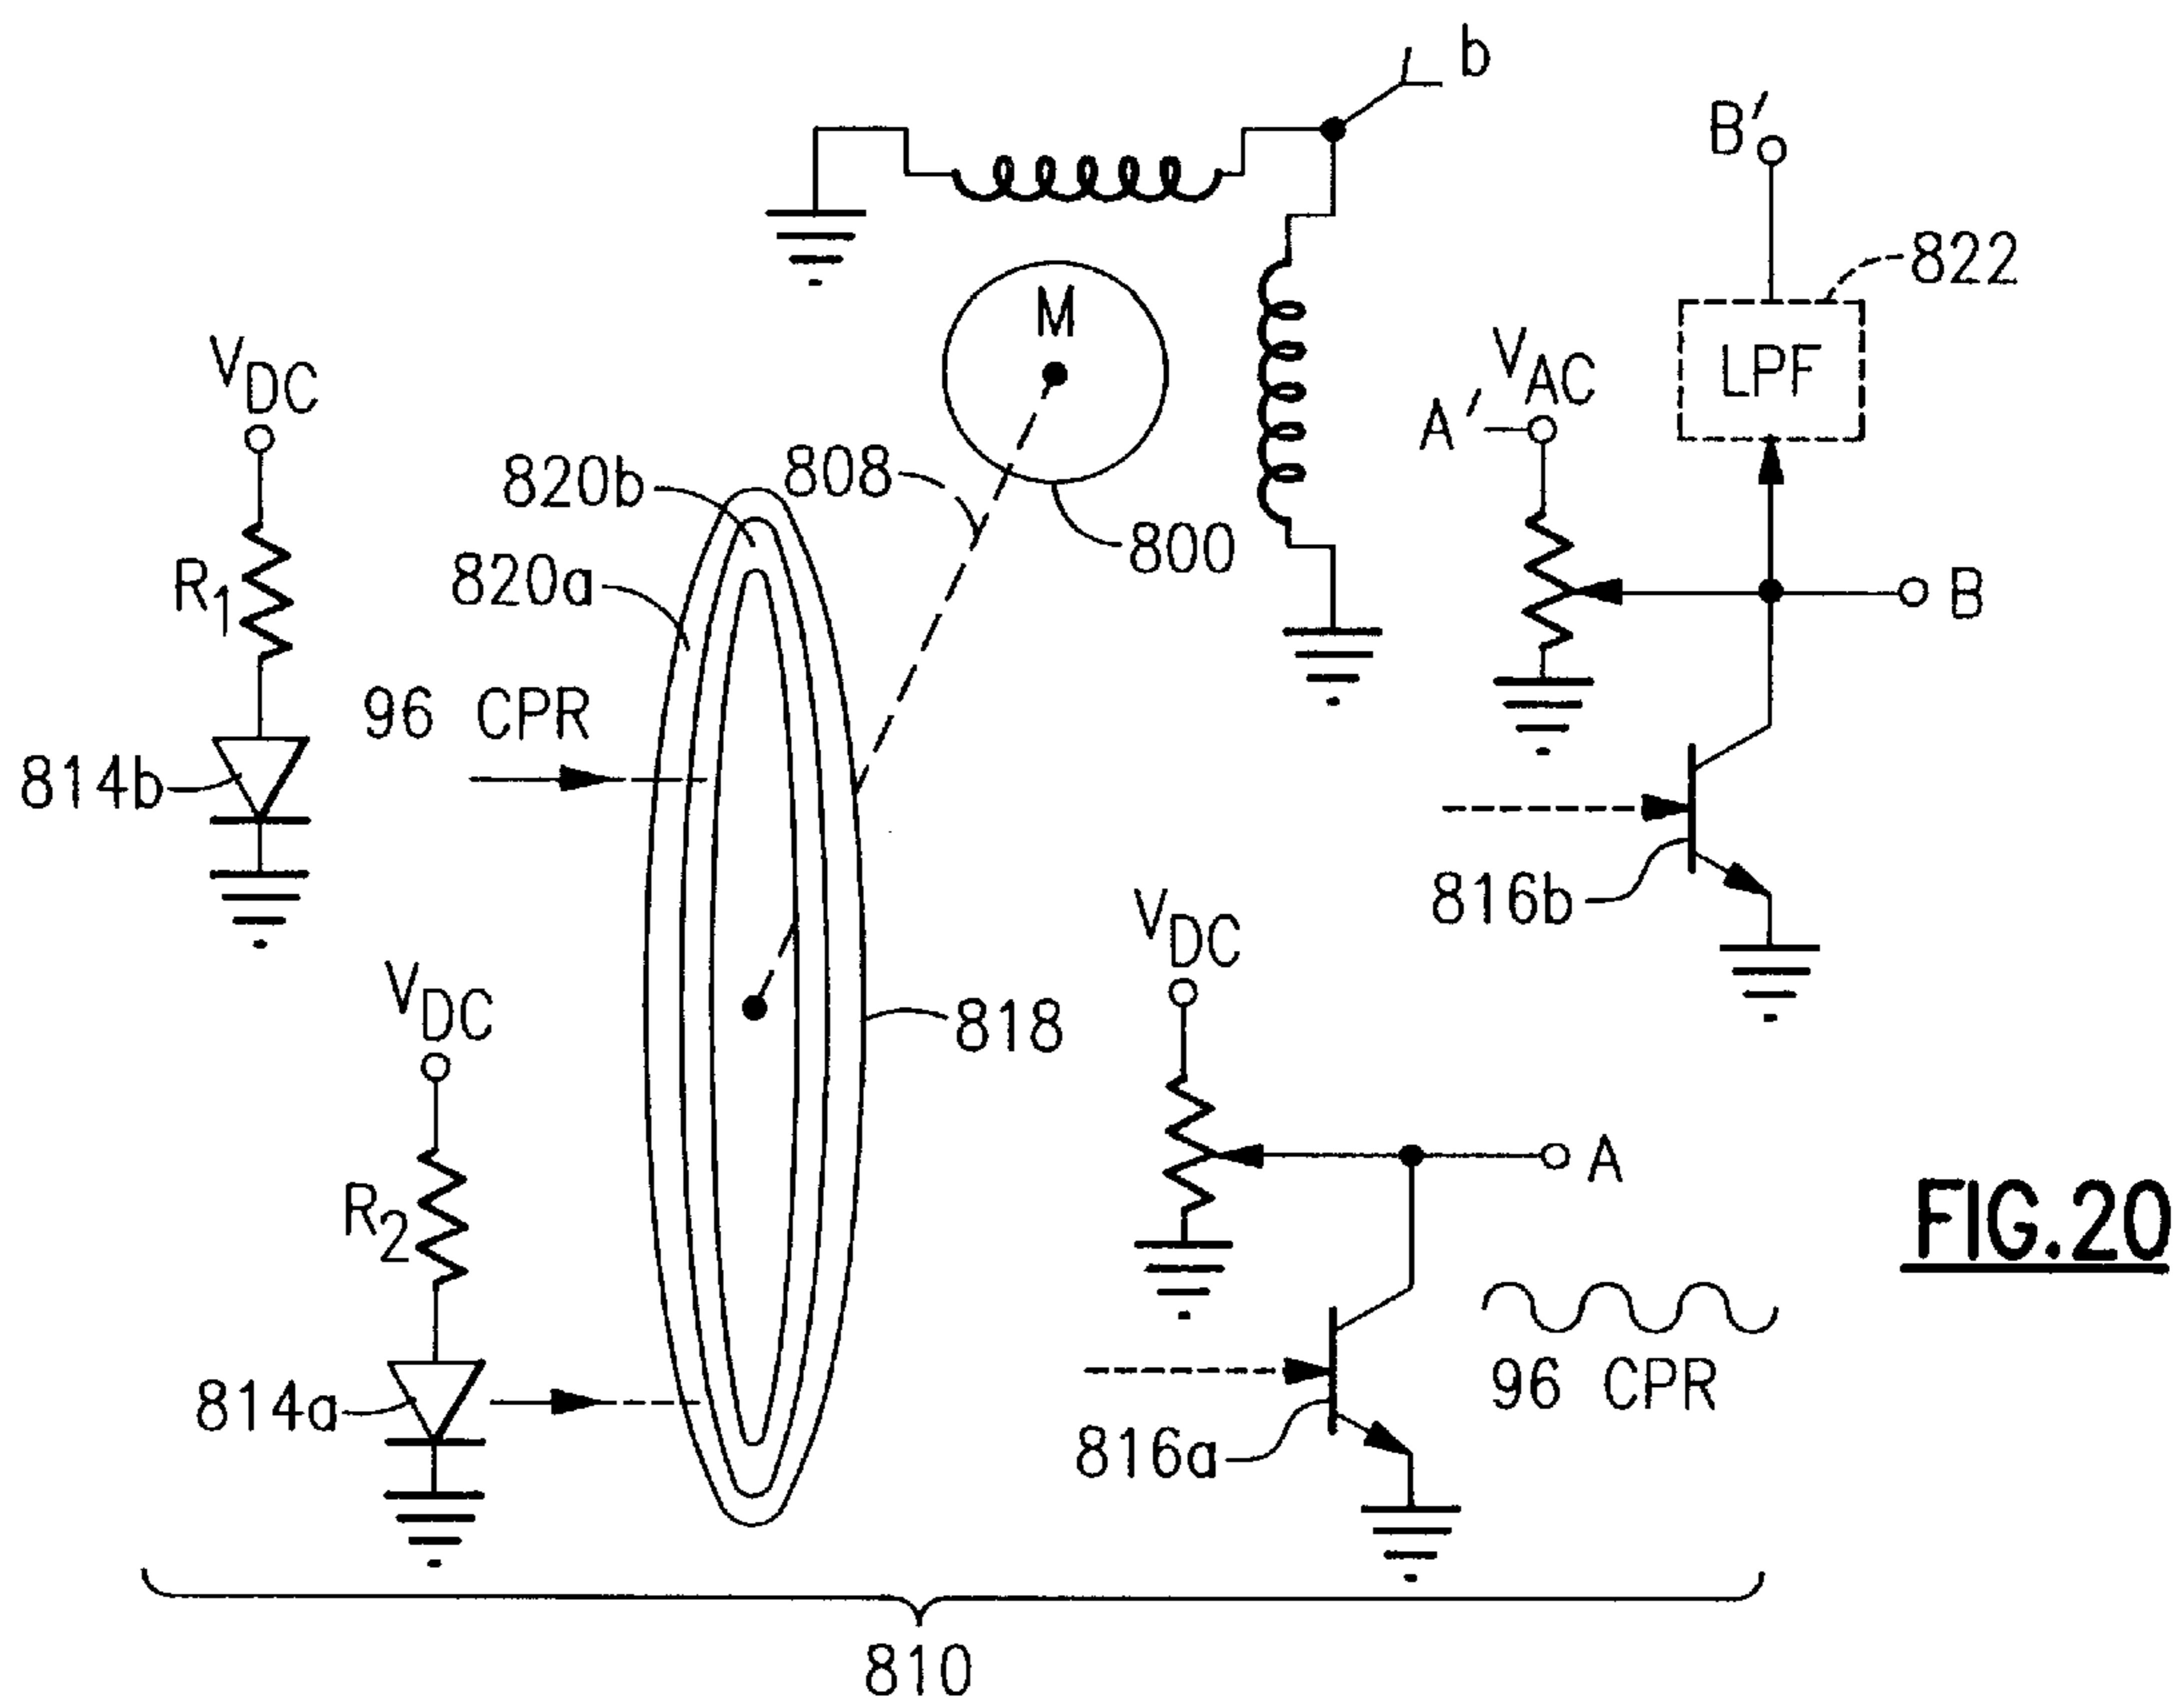 b
B′
822
M
LPF
V_AC
A′
V_DC
820b
808
800
820a
R_1
B
96 CPR
814b
816b
V_DC
V_DC
818
A
R_2
FIG.20
96 CPR
814a
816a
810